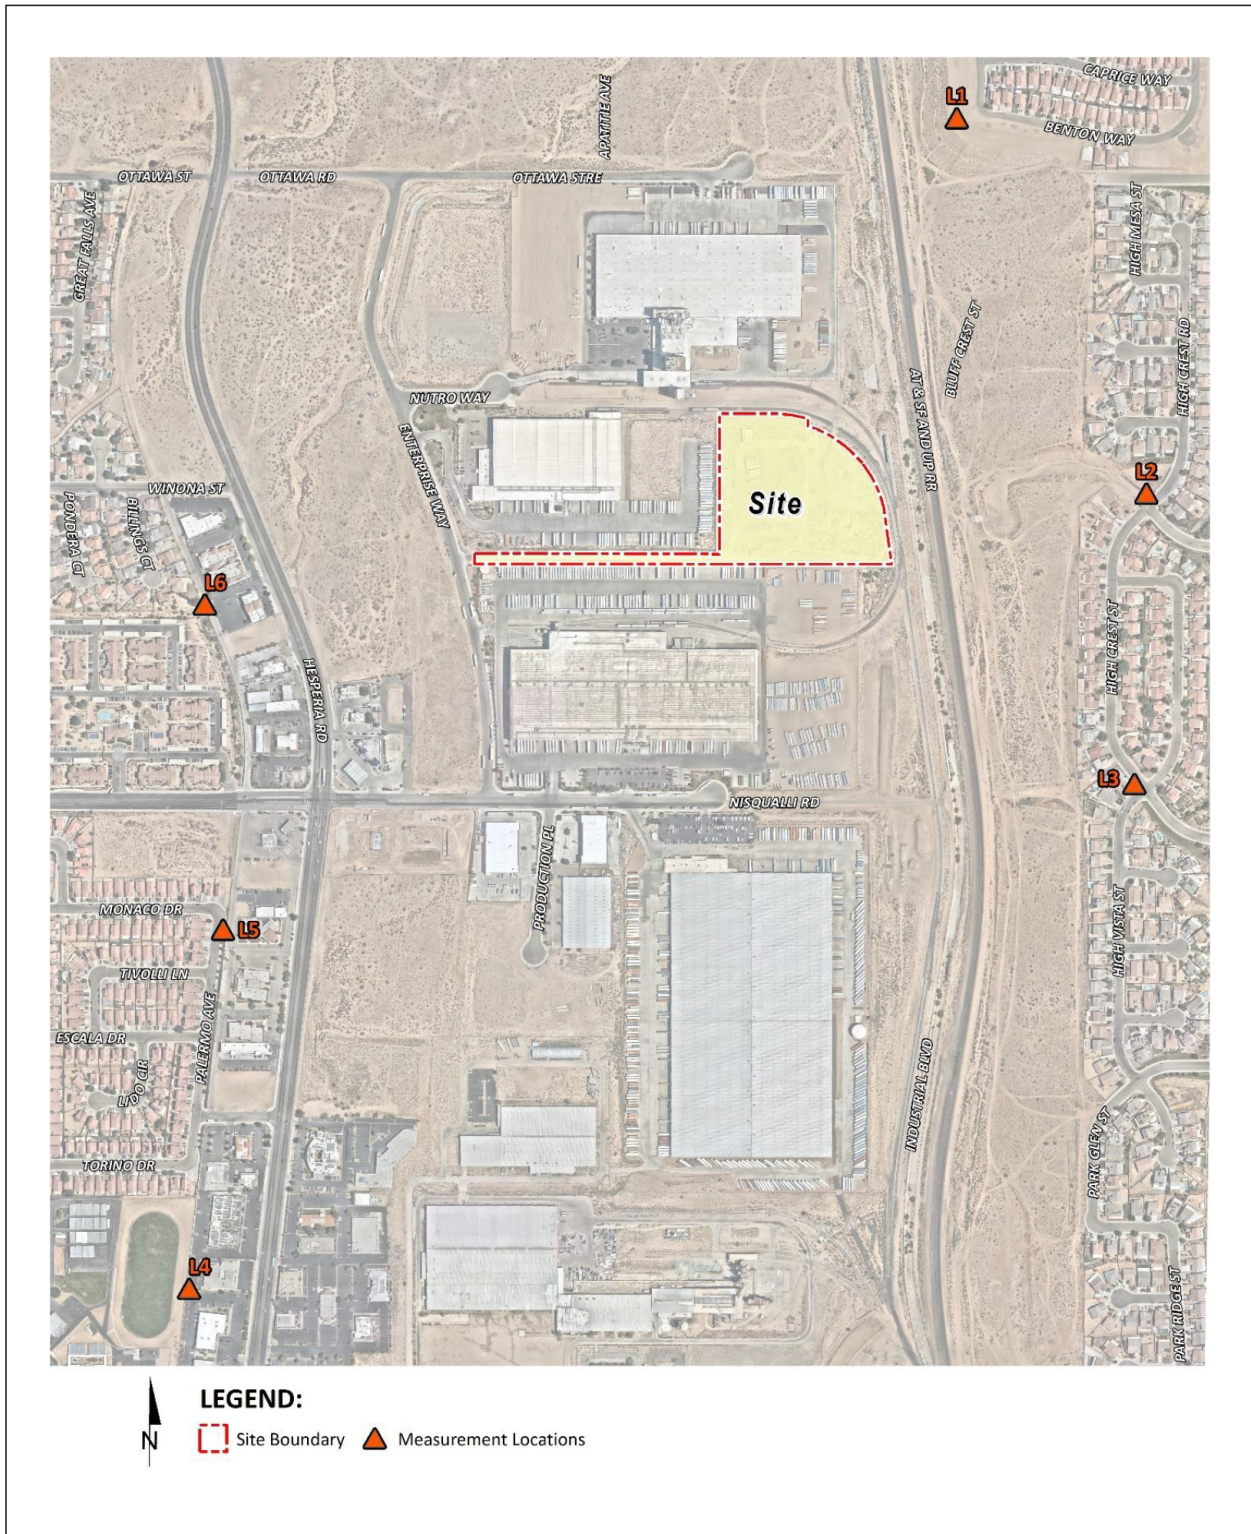 CAPRICE WAY
L1
BENTON WAY
APATITIE AVE
OTTAWA ST
OTTAWA RD
OTTAWA STRE
GREAT FALLS AVE
HIGH MESA ST
BLUFF CREST ST
HIGH CREST RD
NUTRO WAY
AT & SF AND UP RR
ENTERPRISE WAY
WINONA ST
L2
Site
PONDERA CT
BILLINGS CT
L6
HIGH CREST ST
HESPERIA RD
L3
NISQUALLI RD
PRODUCTION PL
MONACO DR
L5
HIGH VISTA ST
TIVOLLI LN
ESCALA DR
PALERMO AVE
LIDO CIR
INDUSTRIAL BLVD
PARK GLEN ST
TORINO DR
L4
PARK RIDGE ST
LEGEND:
N
Site Boundary
Measurement Locations